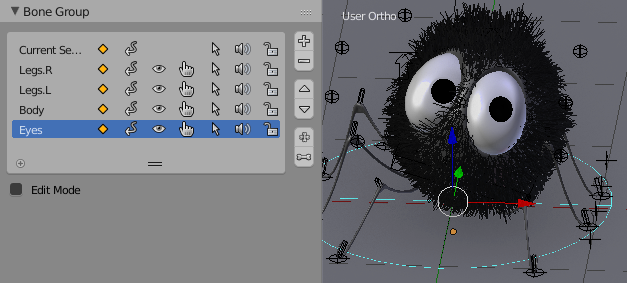 Bone Group
User Ortho
Current Se...
Legs.R
Legs.L
Body
Eyes
Edit Mode